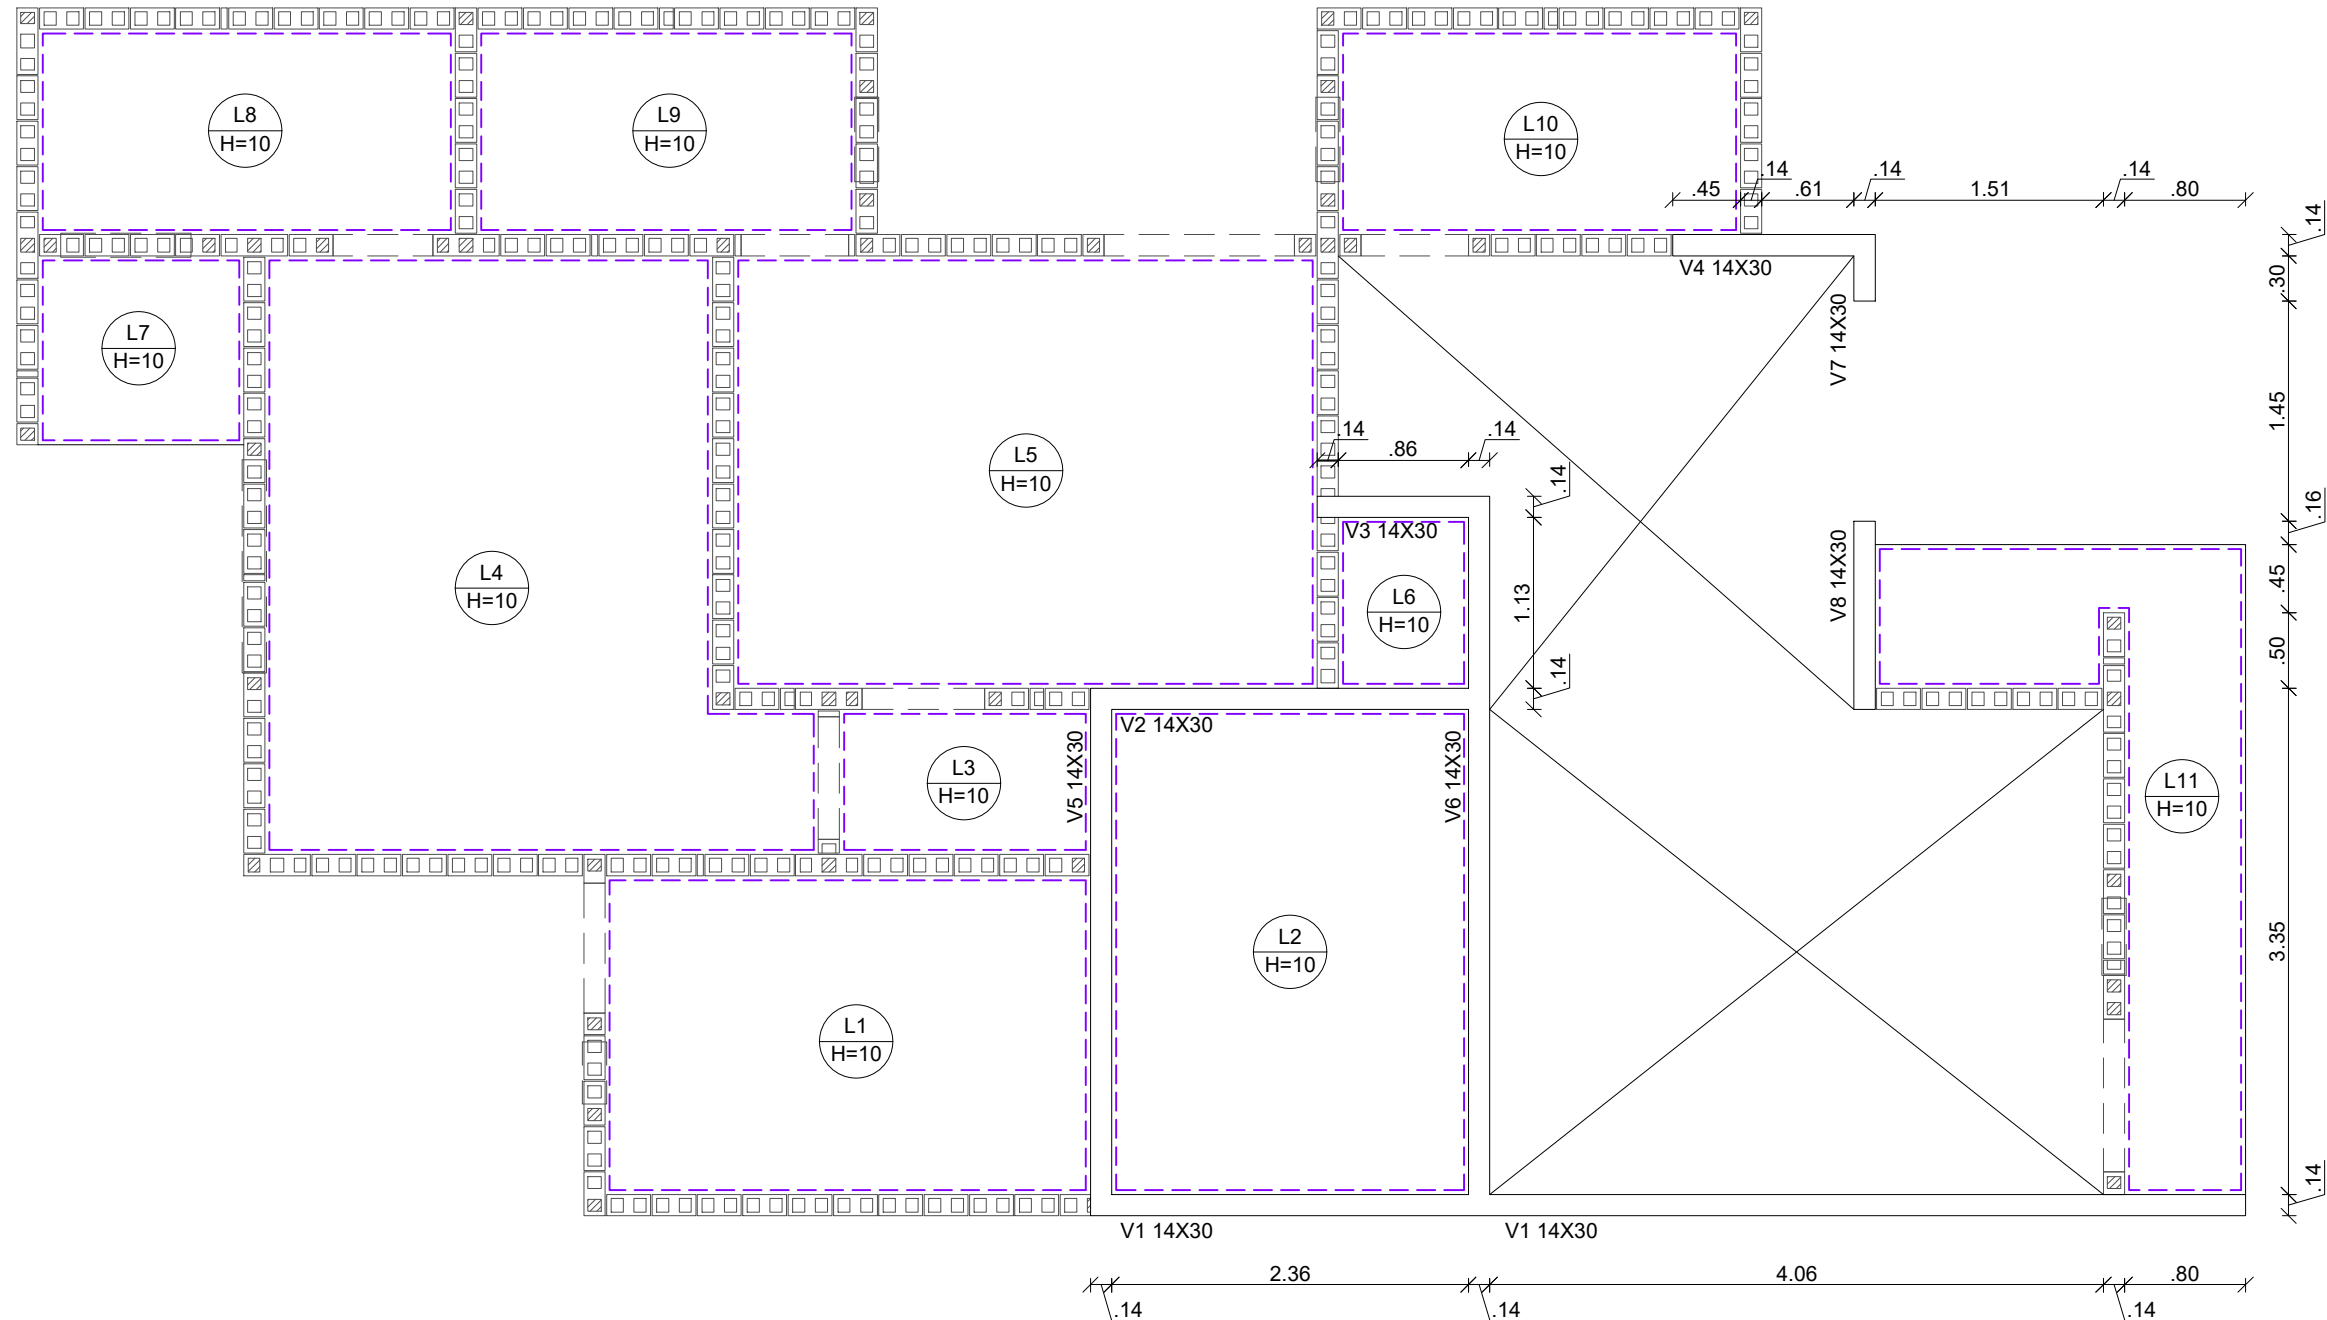 L8
H=10
L9
H=10
L10
H=10
.14
.14
.14
.45
.61
1.51
.80
.14
V4 14X30
.30
L7
H=10
V7 14X30
1.45
.14
.86
.14
.14
.16
L5
H=10
V3 14X30
V8 14X30
L4
H=10
L6
H=10
1.13
.45
.50
.14
V2 14X30
V5 14X30
V6 14X30
L3
H=10
L11
H=10
L2
H=10
3.35
L1
H=10
.14
V1 14X30
V1 14X30
2.36
4.06
.80
.14
.14
.14